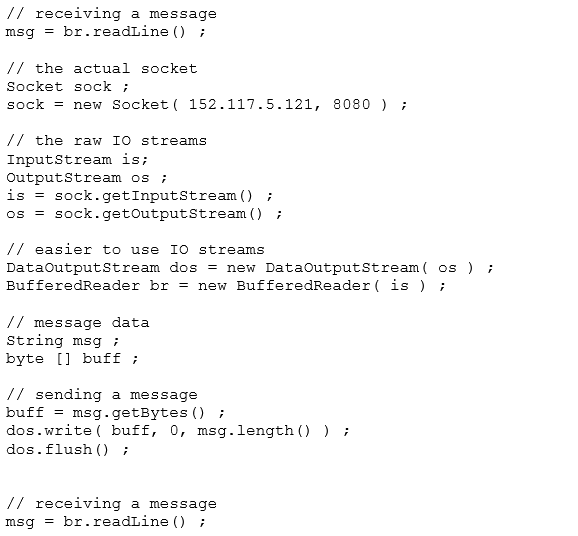 // receiving a message
msg = br.readLine() ;
// the actual socket
Socket sock ;
sock = new Socket( 152.117.5.121, 8080 ) ;
// the raw IO streams
InputStream is;
OutputStream os ;
is = sock.getInputStream() ;
os = sock.getOutputStream() ;
// easier to use IO streams
DataOutputStream dos = new DataOutputStream( os ) ;
BufferedReader br = new BufferedReader( is ) ;
// message data
String msg ;
byte [] buff ;
// sending a message
buff = msg.getBytes() ;
dos.write( buff, 0, msg.length() ) ;
dos.flush() ;
// receiving a message
msg = br.readLine() ;